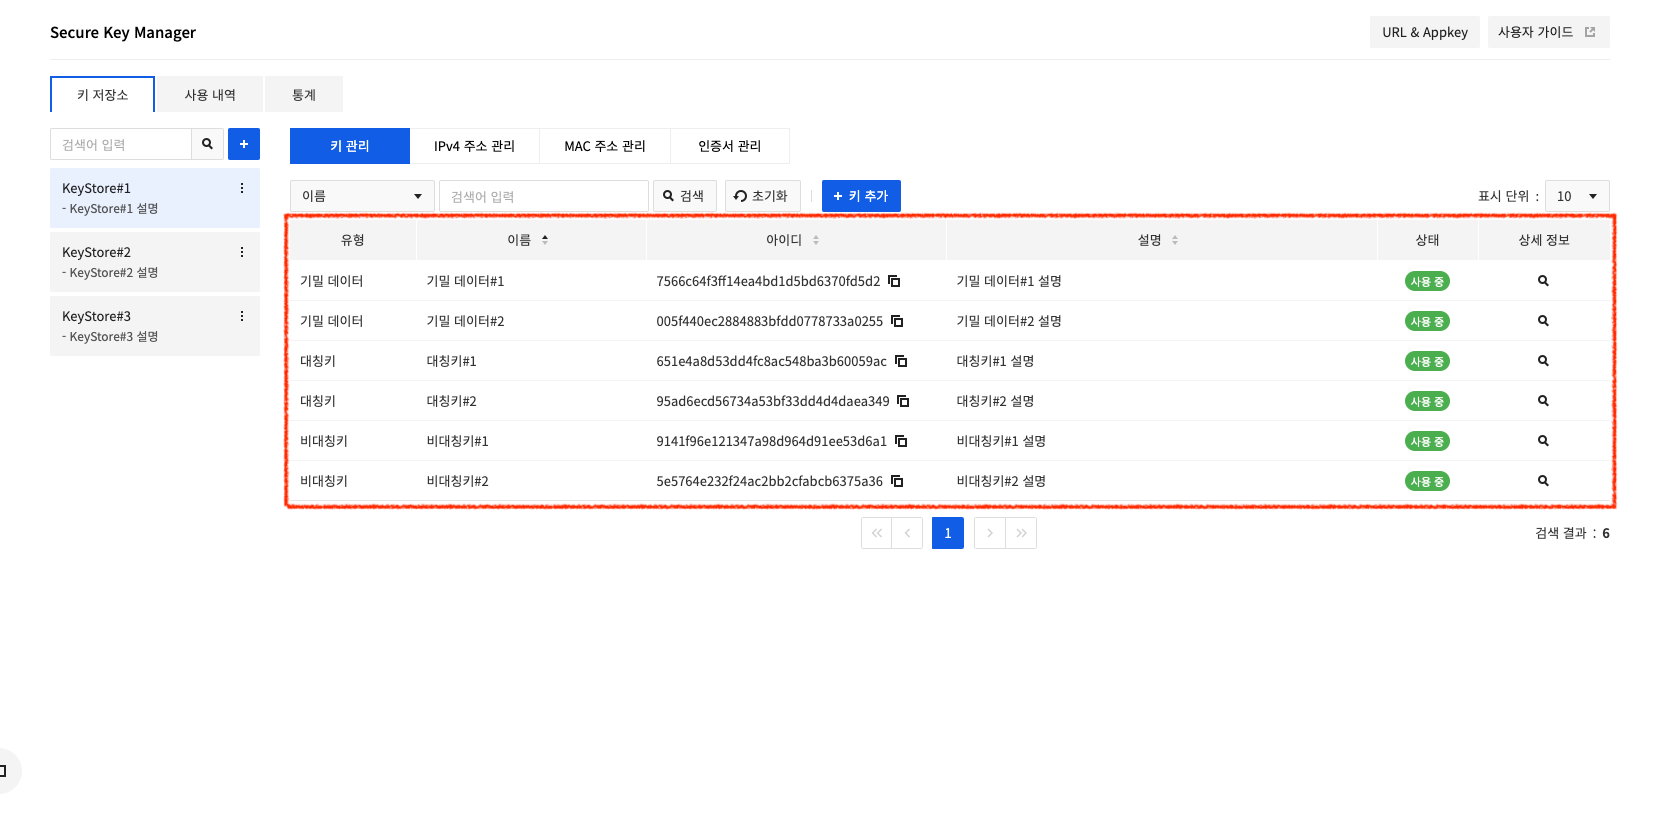 Secure Key Manager
URL & Appkey
사용자 가이드
키 저장소
사용 내역
통계
검색어 입력
+
KeyStore#1
- KeyStore#1 설명
KeyStore#2
- KeyStore#2 설명
KeyStore#3
- KeyStore#3 설명
키 관리
IPv4 주소 관리
MAC 주소 관리
인증서 관리
이름
검색어 입력
검색
초기화
+ 키 추가
표시 단위 : 10
유형 이름 아이디 설명 상태 상세 정보
기밀 데이터 기밀 데이터#1 7566c64f3ff14ea4bd1d5bd6370fd5d2 기밀 데이터#1 설명 사용 중
기밀 데이터 기밀 데이터#2 005f440ec2884883bfdd0778733a0255 기밀 데이터#2 설명 사용 중
대칭키 대칭키#1 651e4a8d53dd4fc8ac548ba3b60059ac 대칭키#1 설명 사용 중
대칭키 대칭키#2 95ad6ecd56734a53bf33dd4d4daea349 대칭키#2 설명 사용 중
비대칭키 비대칭키#1 9141f96e121347a98d964d91ee53d6a1 비대칭키#1 설명 사용 중
비대칭키 비대칭키#2 5e5764e232f24ac2bb2cfabcb6375a36 비대칭키#2 설명 사용 중
1
검색 결과 : 6